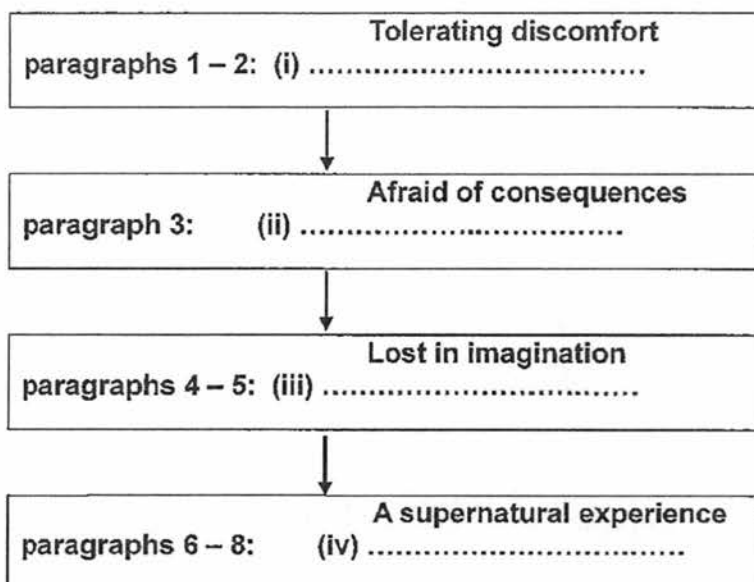 Tolerating discomfort
paragraphs 1 – 2: (i) ....................................
Afraid of consequences
paragraph 3: (ii) ..................................
Lost in imagination
paragraphs 4 – 5: (iii) ..................................
A supernatural experience
paragraphs 6 – 8: (iv) ..................................